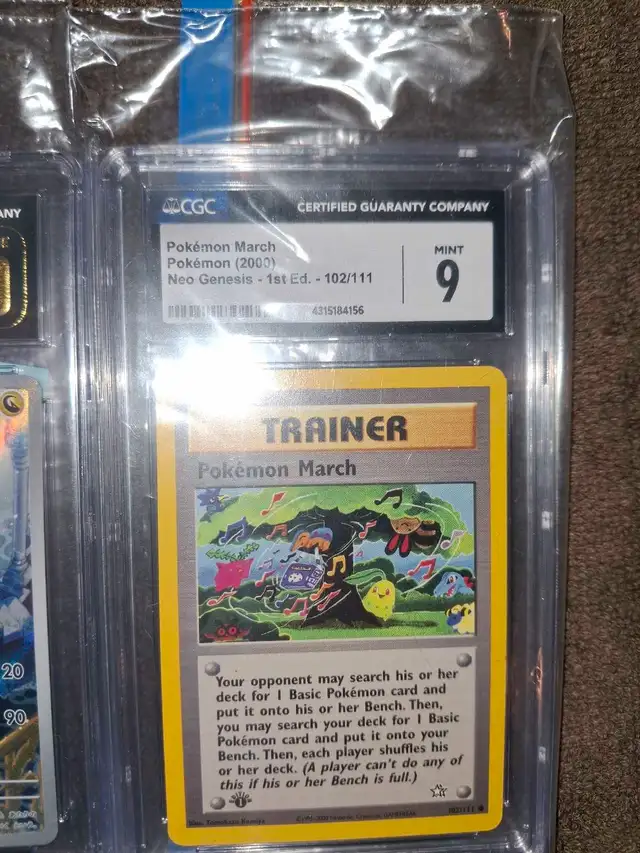 ANY
CGC
CERTIFIED GUARANTY COMPANY
Pokémon March
Pokémon (2000)
Neo Genesis - 1st Ed. - 102/111
MINT
9
4315184156
TRAINER
Pokémon March
Your opponent may search his or her
deck for 1 Basic Pokémon card and
put it onto his or her Bench. Then,
you may search your deck for 1 Basic
Pokémon card and put it onto your
Bench. Then, each player shuffles his
or her deck. (A player can't do any of
this if his or her Bench is full.)
1
102/111
20
90